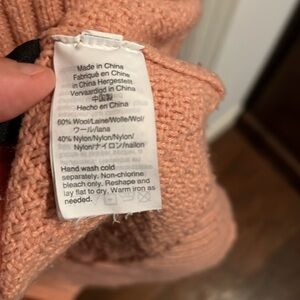 Made in China
Fabriqué en Chine
in China Hergestellt
Vervaardigd in China
中国製
Hecho en China
60% Wool/Laine/Wolle/Wol/
ウール/lana
40% Nylon/Nylon/Nylon/
Nylon/ナイロン/nailon
Hand wash cold
separately. Non-chlorine
bleach only. Reshape and
lay flat to dry. Warm iron as
needed.